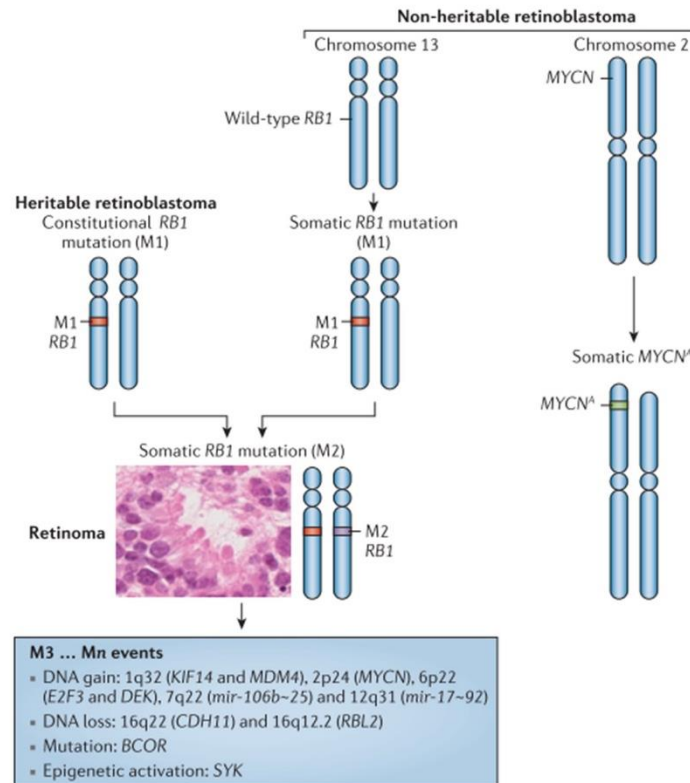 Non-heritable retinoblastoma
Chromosome 13
Chromosome 2
MYCN
Wild-type RB1
Heritable retinoblastoma
Constitutional RB1
mutation (M1)
Somatic RB1 mutation
(M1)
M1
RB1
M1
RB1
Somatic MYCNᴬ
MYCNᴬ
Somatic RB1 mutation (M2)
Retinoma
M2
RB1
M3 ... Mn events
▪ DNA gain: 1q32 (KIF14 and MDM4), 2p24 (MYCN), 6p22
(E2F3 and DEK), 7q22 (mir-106b~25) and 12q31 (mir-17~92)
▪ DNA loss: 16q22 (CDH11) and 16q12.2 (RBL2)
▪ Mutation: BCOR
▪ Epigenetic activation: SYK